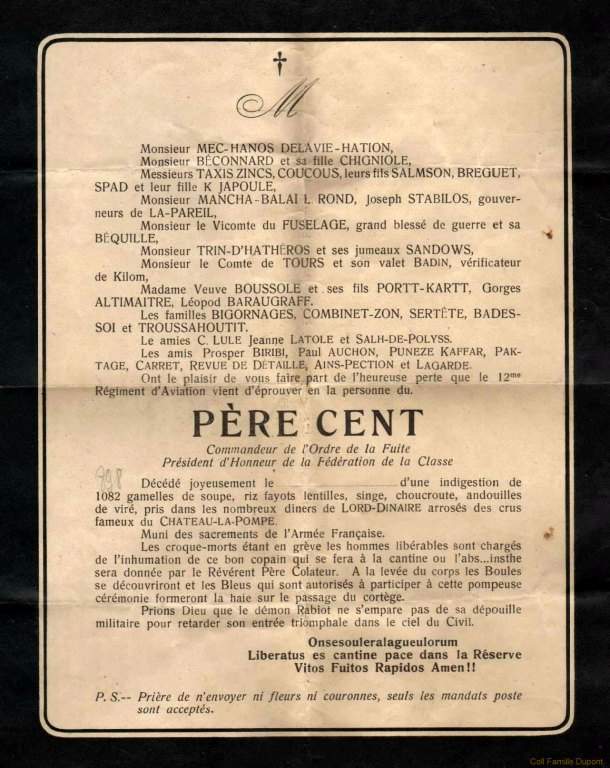 †
M
Monsieur MEC-HANOS DELAVIE-HATION,
Monsieur BÉCONNARD et sa fille CHIGNIOLE,
Messieurs TAXIS ZINCS, COUCOUS, leurs fils SALMSON, BREGUET,
SPAD et leur fille K JAPOULE,
Monsieur MANCHA-BALAI L ROND, Joseph STABILOS, gouver-
neurs de LA-PAREIL,
Monsieur le Vicomte du FUSELAGE, grand blessé de guerre et sa
BÉQUILLE,
Monsieur TRIN-D'HATHÉROS et ses jumeaux SANDOWS,
Monsieur le Comte de TOURS et son valet BADIN, vérificateur
de Kilom,
Madame Veuve BOUSSOLE et ses fils PORTT-KARTT, Gorges
ALTIMAITRE, Léopod BARAUGRAFF.
Les familles BIGORNAGES, COMBINET-ZON, SERTÊTE, BADES-
SOI et TROUSSAHOUTIT.
Le amies C. LULE Jeanne LATOLE et SALH-DE-POLYSS.
Les amis Prosper BIRIBI, Paul AUCHON, PUNEZE KAFFAR, PAK-
TAGE, CARRET, REVUE DE DÉTAILLE, AINS-PECTION et LAGARDE.
Ont le plaisir de vous faire part de l'heureuse perte que le 12me
Régiment d'Aviation vient d'éprouver en la personne du.
PÈRE CENT
Commandeur de l'Ordre de la Fuite
Président d'Honneur de la Fédération de la Classe
Décédé joyeusement le d'une indigestion de
1082 gamelles de soupe, riz fayots lentilles, singe, choucroute, andouilles
de viré, pris dans les nombreux diners de LORD-DINAIRE arrosés des crus
fameux du CHATEAU-LA-POMPE.
Muni des sacrements de l'Armée Française.
Les croque-morts étant en grève les hommes libérables sont chargés
de l'inhumation de ce bon copain qui se fera à la cantine ou l'abs...insthe
sera donnée par le Révérent Père Colateur. A la levée du corps les Boules
se découvriront et les Bleus qui sont autorisés à participer à cette pompeuse
cérémonie formeront la haie sur le passage du cortège.
Prions Dieu que le démon Rabiot ne s'empare pas de sa dépouille
militaire pour retarder son entrée triomphale dans le ciel du Civil.
Onsesouleralagueulorum
Liberatus es cantine pace dans la Réserve
Vitos Fuitos Rapidos Amen!!
P. S.-- Prière de n'envoyer ni fleurs ni couronnes, seuls les mandats poste
sont acceptés.
Coll Famille Dupont